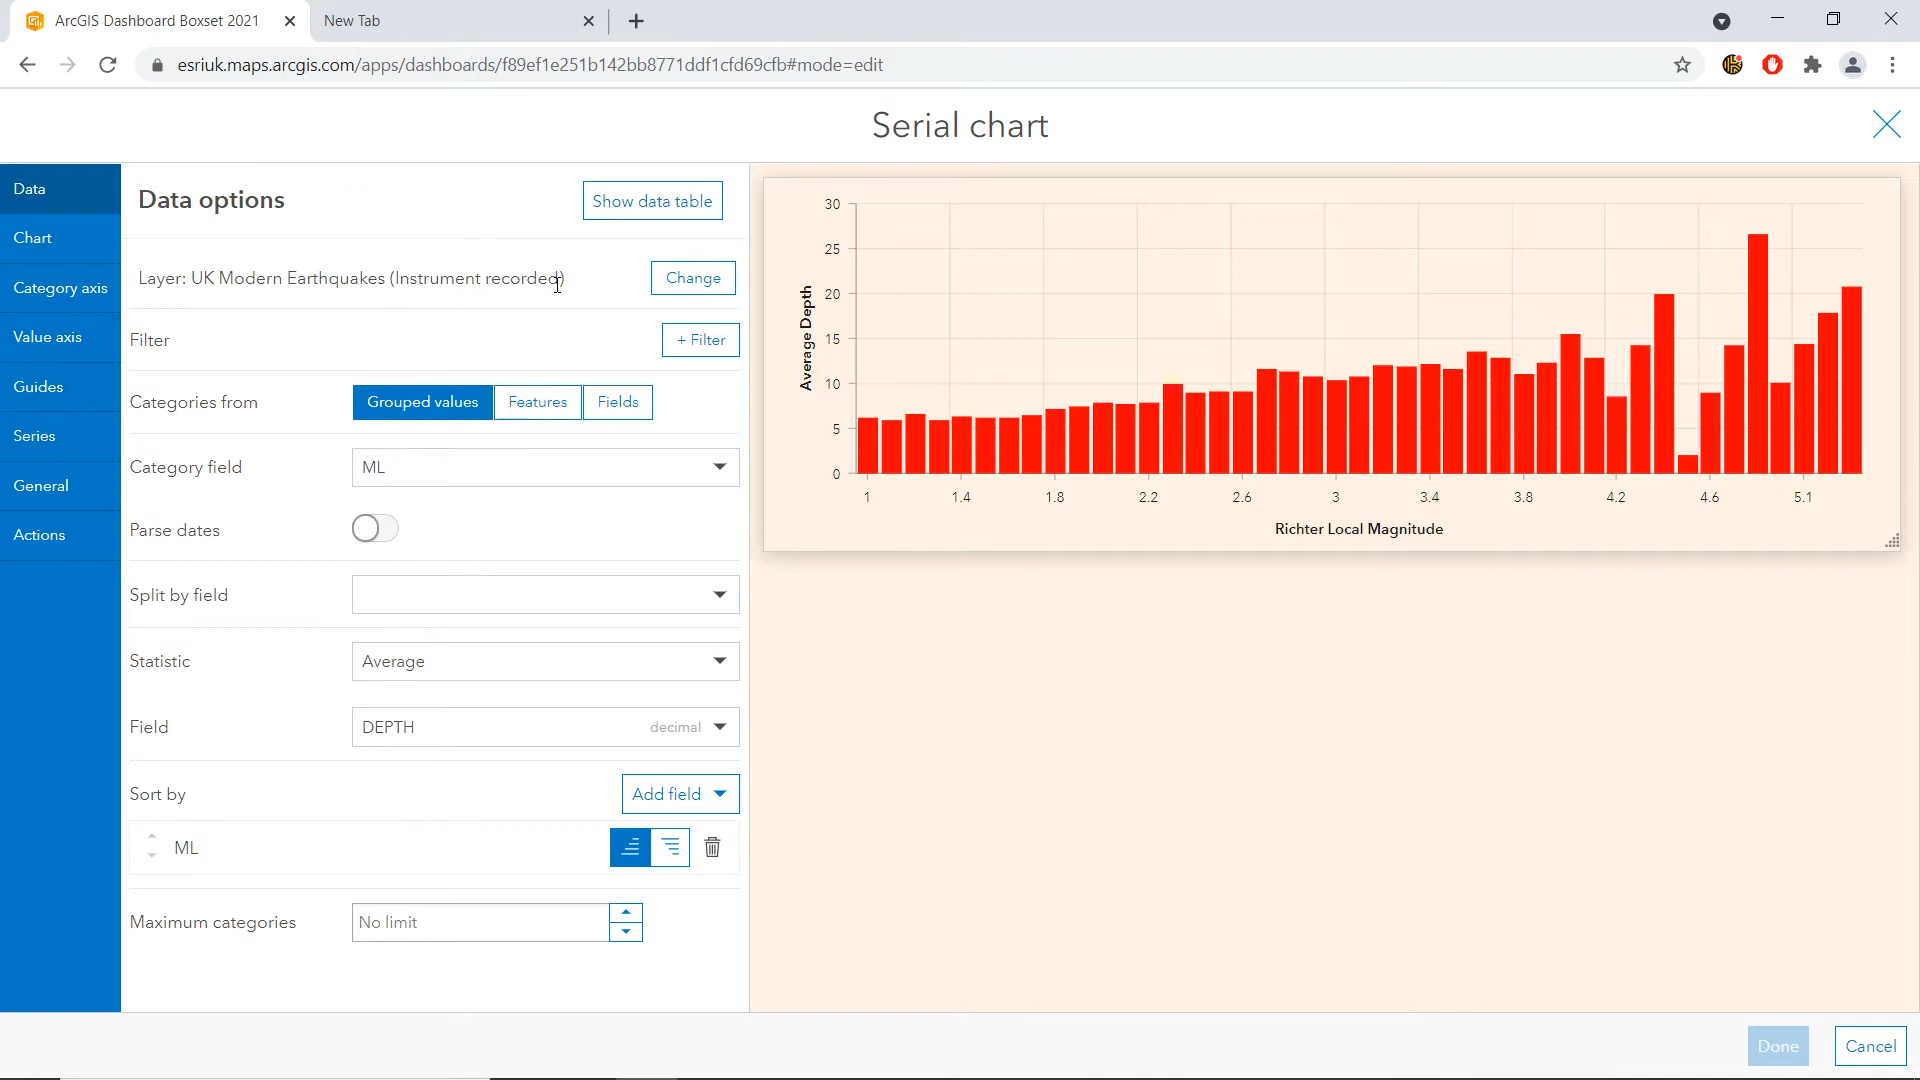 ArcGIS Dashboard Boxset 2021
New Tab
esriuk.maps.arcgis.com/apps/dashboards/f89ef1e251b142bb8771ddf1cfd69cfb#mode=edit
Serial chart
Data
Chart
Category axis
Value axis
Guides
Series
General
Actions
Data options
Show data table
Layer: UK Modern Earthquakes (Instrument recorded)
Change
Filter
+ Filter
Categories from
Grouped values
Features
Fields
Category field
ML
Parse dates
Split by field
Statistic
Average
Field
DEPTH
decimal
Sort by
Add field
ML
Maximum categories
No limit
Average Depth
30
25
20
15
10
5
0
1 1.4 1.8 2.2 2.6 3 3.4 3.8 4.2 4.6 5.1
Richter Local Magnitude
Done
Cancel